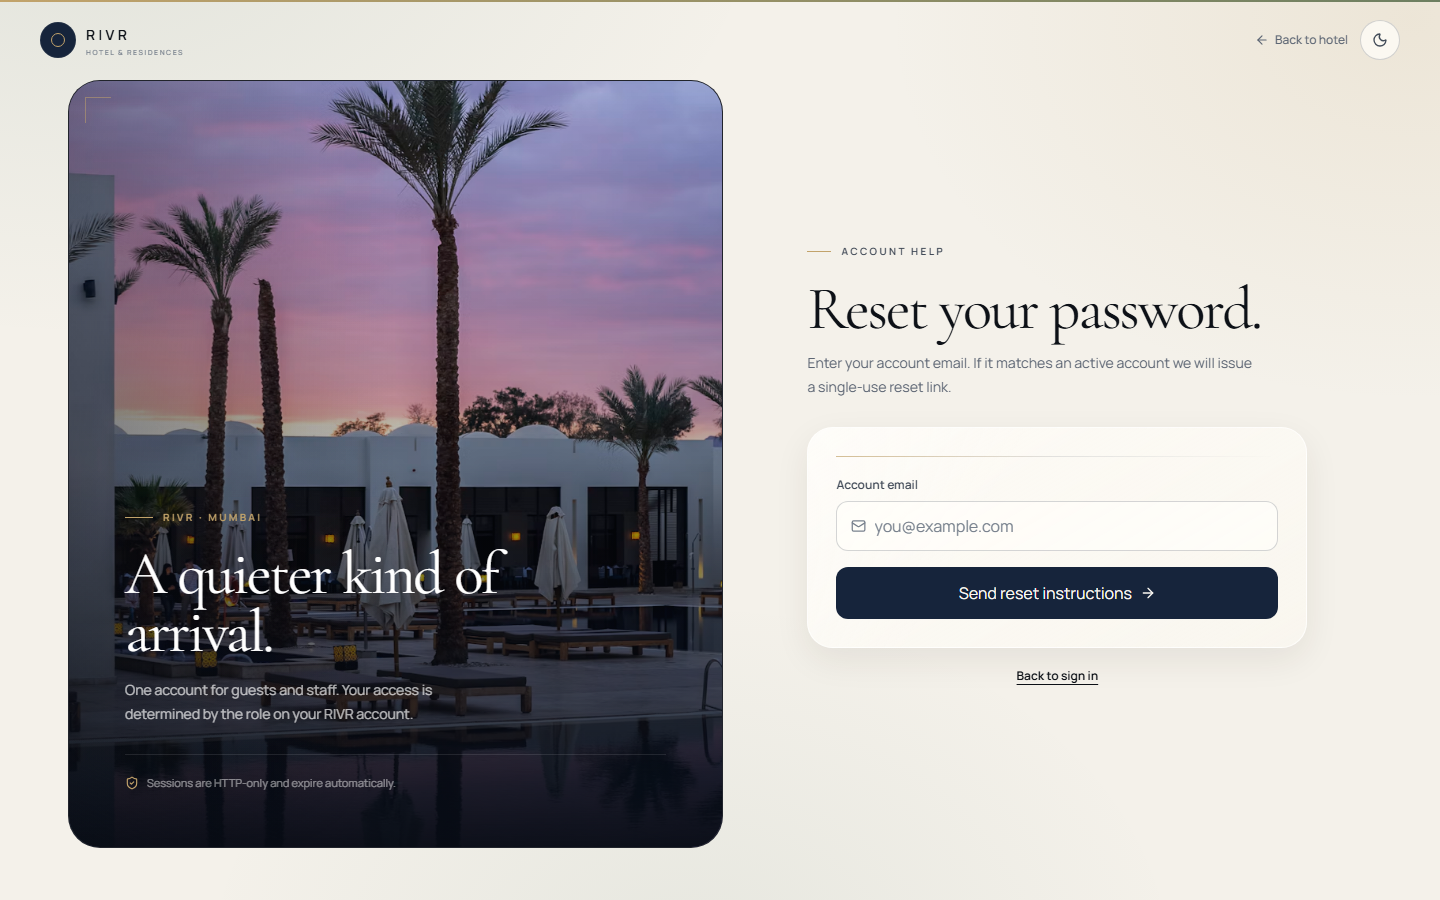 RIVR
HOTEL & RESIDENCES
Back to hotel
RIVR · MUMBAI
A quieter kind of
arrival.
One account for guests and staff. Your access is
determined by the role on your RIVR account.
Sessions are HTTP-only and expire automatically.
ACCOUNT HELP
Reset your password.
Enter your account email. If it matches an active account we will issue
a single-use reset link.
Account email
you@example.com
Send reset instructions
Back to sign in